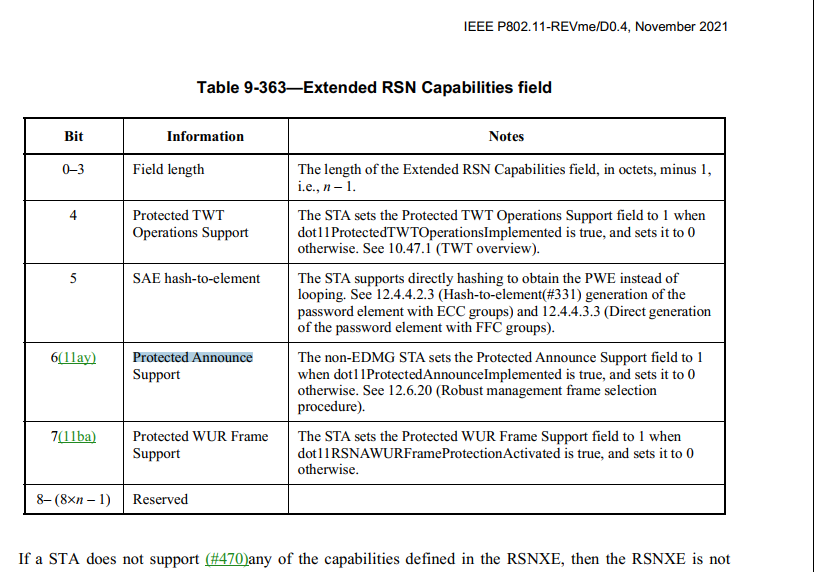 IEEE P802.11-REVme/D0.4, November 2021
Table 9-363—Extended RSN Capabilities field
Bit Information Notes
0–3 Field length The length of the Extended RSN Capabilities field, in octets, minus 1,
i.e., n – 1.
4 Protected TWT The STA sets the Protected TWT Operations Support field to 1 when
Operations Support dot11ProtectedTWTOperationsImplemented is true, and sets it to 0
otherwise. See 10.47.1 (TWT overview).
5 SAE hash-to-element The STA supports directly hashing to obtain the PWE instead of
looping. See 12.4.4.2.3 (Hash-to-element(#331) generation of the
password element with ECC groups) and 12.4.4.3.3 (Direct generation
of the password element with FFC groups).
6(11ay) Protected Announce The non-EDMG STA sets the Protected Announce Support field to 1
Support when dot11ProtectedAnnounceImplemented is true, and sets it to 0
otherwise. See 12.6.20 (Robust management frame selection
procedure).
7(11ba) Protected WUR Frame The STA sets the Protected WUR Frame Support field to 1 when
Support dot11RSNAWURFrameProtectionActivated is true, and sets it to 0
otherwise.
8– (8×n – 1) Reserved
If a STA does not support (#470)any of the capabilities defined in the RSNXE, then the RSNXE is not